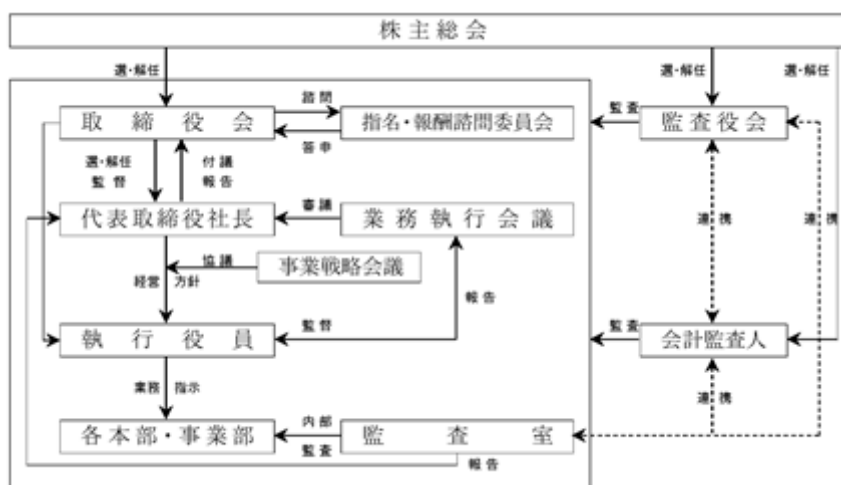 株主総会
選・解任
選・解任
選・解任
取締役会
諮問
答申
指名・報酬諮問委員会
監査
監査役会
選・解任
監督
付議
報告
代表取締役社長
審議
業務執行会議
連携
連携
協議
事業戦略会議
経営
方針
報告
執行役員
監督
監査
会計監査人
業務
指示
連携
各本部・事業部
内部
監査
監査室
報告